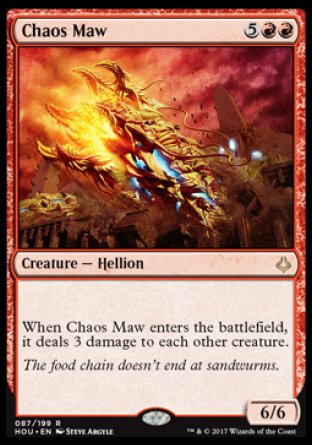 Chaos Maw 5
Creature — Hellion
When Chaos Maw enters the battlefield,
it deals 3 damage to each other creature.
The food chain doesn't end at sandwurms.
6/6
087/199 R
HOU • EN Steve Argyle
™ & © 2017 Wizards of the Coast